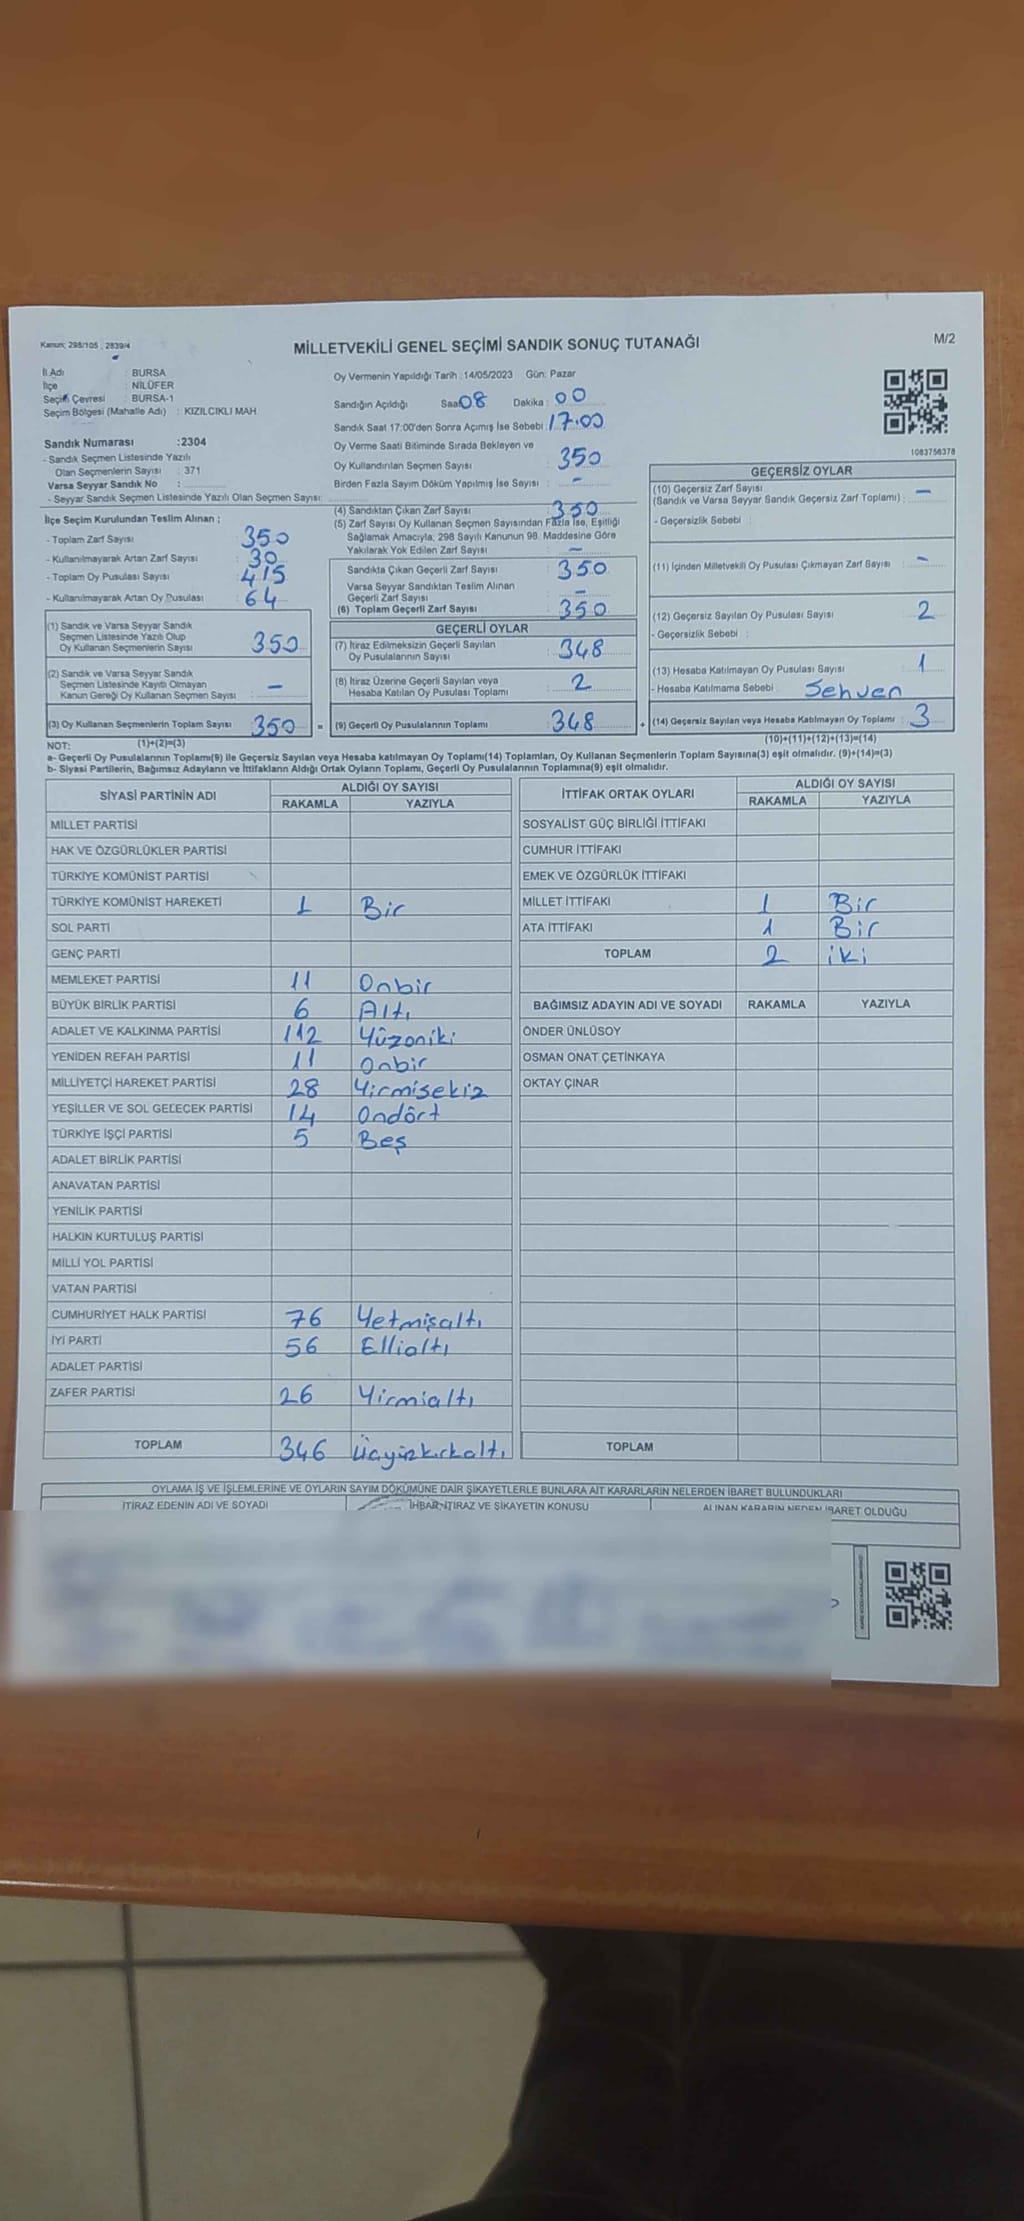 Kanun; 298/105 , 2839/4
MİLLETVEKİLİ GENEL SEÇİMİ SANDIK SONUÇ TUTANAĞI
M/2
İl Adı : BURSA
İlçe : NİLÜFER
Seçim Çevresi : BURSA-1
Seçim Bölgesi (Mahalle Adı) : KIZILCIKLI MAH.
Sandık Numarası :2304
- Sandık Seçmen Listesinde Yazılı
Olan Seçmenlerin Sayısı : 371
Varsa Seyyar Sandık No :
- Seyyar Sandık Seçmen Listesinde Yazılı Olan Seçmen Sayısı:
Oy Vermenin Yapıldığı Tarih :14/05/2023 Gün: Pazar
Sandığın Açıldığı Saat 08 Dakika : 00
Sandık Saat 17:00'den Sonra Açımış İse Sebebi : 17.00
Oy Verme Saati Bitiminde Sırada Bekleyen ve
Oy Kullandırılan Seçmen Sayısı : 350
Birden Fazla Sayım Döküm Yapılmış İse Sayısı : -
1083756378
İlçe Seçim Kurulundan Teslim Alınan ;
- Toplam Zarf Sayısı : 350
- Kullanılmayarak Artan Zarf Sayısı : 30
- Toplam Oy Pusulası Sayısı : 415
- Kullanılmayarak Artan Oy Pusulası : 64
(1) Sandık ve Varsa Seyyar Sandık
Seçmen Listesinde Yazılı Olup
Oy Kullanan Seçmenlerin Sayısı 350
(2) Sandık ve Varsa Seyyar Sandık
Seçmen Listesinde Kayıtlı Olmayan
Kanun Gereği Oy Kullanan Seçmen Sayısı : -
(3) Oy Kullanan Seçmenlerin Toplam Sayısı : 350 =
(4) Sandıktan Çıkan Zarf Sayısı : 350
(5) Zarf Sayısı Oy Kullanan Seçmen Sayısından Fazla İse, Eşitliği
Sağlamak Amacıyla, 298 Sayılı Kanunun 98. Maddesine Göre
Yakılarak Yok Edilen Zarf Sayısı : -
Sandıkta Çıkan Geçerli Zarf Sayısı : 350
Varsa Seyyar Sandıktan Teslim Alınan
Geçerli Zarf Sayısı : -
(6) Toplam Geçerli Zarf Sayısı : 350
GEÇERLİ OYLAR
(7) İtiraz Edilmeksizin Geçerli Sayılan
Oy Pusulalarının Sayısı : 348
(8) İtiraz Üzerine Geçerli Sayılan veya
Hesaba Katılan Oy Pusulası Toplamı : 2
(9) Geçerli Oy Pusulalarının Toplamı : 348 +
GEÇERSİZ OYLAR
(10) Geçersiz Zarf Sayısı
(Sandık ve Varsa Seyyar Sandık Geçersiz Zarf Toplamı) : -
- Geçersizlik Sebebi :
(11) İçinden Milletvekili Oy Pusulası Çıkmayan Zarf Sayısı : -
(12) Geçersiz Sayılan Oy Pusulası Sayısı : 2
- Geçersizlik Sebebi :
(13) Hesaba Katılmayan Oy Pusulası Sayısı : 1
- Hesaba Katılmama Sebebi : Sehven
(14) Geçersiz Sayılan veya Hesaba Katılmayan Oy Toplamı : 3
NOT: (1)+(2)=(3)
(10)+(11)+(12)+(13)=(14)
a- Geçerli Oy Pusulalarının Toplamı(9) ile Geçersiz Sayılan veya Hesaba katılmayan Oy Toplamı(14) Toplamları, Oy Kullanan Seçmenlerin Toplam Sayısına(3) eşit olmalıdır. (9)+(14)=(3)
b- Siyasi Partilerin, Bağımsız Adayların ve İttifakların Aldığı Ortak Oyların Toplamı, Geçerli Oy Pusulalarının Toplamına(9) eşit olmalıdır.
SİYASİ PARTİNİN ADI ALDIĞI OY SAYISI
RAKAMLA YAZIYLA
MİLLET PARTİSİ
HAK VE ÖZGÜRLÜKLER PARTİSİ
TÜRKİYE KOMÜNİST PARTİSİ
TÜRKİYE KOMÜNİST HAREKETİ 1 Bir
SOL PARTİ
GENÇ PARTİ
MEMLEKET PARTİSİ 11 Onbir
BÜYÜK BİRLİK PARTİSİ 6 Altı
ADALET VE KALKINMA PARTİSİ 112 Yüzoniki
YENİDEN REFAH PARTİSİ 11 Onbir
MİLLİYETÇİ HAREKET PARTİSİ 28 Yirmisekiz
YEŞİLLER VE SOL GELECEK PARTİSİ 14 Ondört
TÜRKİYE İŞÇİ PARTİSİ 5 Beş
ADALET BİRLİK PARTİSİ
ANAVATAN PARTİSİ
YENİLİK PARTİSİ
HALKIN KURTULUŞ PARTİSİ
MİLLİ YOL PARTİSİ
VATAN PARTİSİ
CUMHURİYET HALK PARTİSİ 76 Yetmişaltı
İYİ PARTİ 56 Ellialtı
ADALET PARTİSİ
ZAFER PARTİSİ 26 Yirmialtı
TOPLAM 346 Üçyüzkırkaltı
İTTİFAK ORTAK OYLARI ALDIĞI OY SAYISI
RAKAMLA YAZIYLA
SOSYALİST GÜÇ BİRLİĞİ İTTİFAKI
CUMHUR İTTİFAKI
EMEK VE ÖZGÜRLÜK İTTİFAKI
MİLLET İTTİFAKI 1 Bir
ATA İTTİFAKI 1 Bir
TOPLAM 2 iki
BAĞIMSIZ ADAYIN ADI VE SOYADI RAKAMLA YAZIYLA
ÖNDER ÜNLÜSOY
OSMAN ONAT ÇETİNKAYA
OKTAY ÇINAR
TOPLAM
OYLAMA İŞ VE İŞLEMLERİNE VE OYLARIN SAYIM DÖKÜMÜNE DAİR ŞİKAYETLERLE BUNLARA AİT KARARLARIN NELERDEN İBARET BULUNDUKLARI
İTİRAZ EDENİN ADI VE SOYADI İHBAR-İTİRAZ VE ŞİKAYETİN KONUSU ALINAN KARARIN NEDEN İBARET OLDUĞU